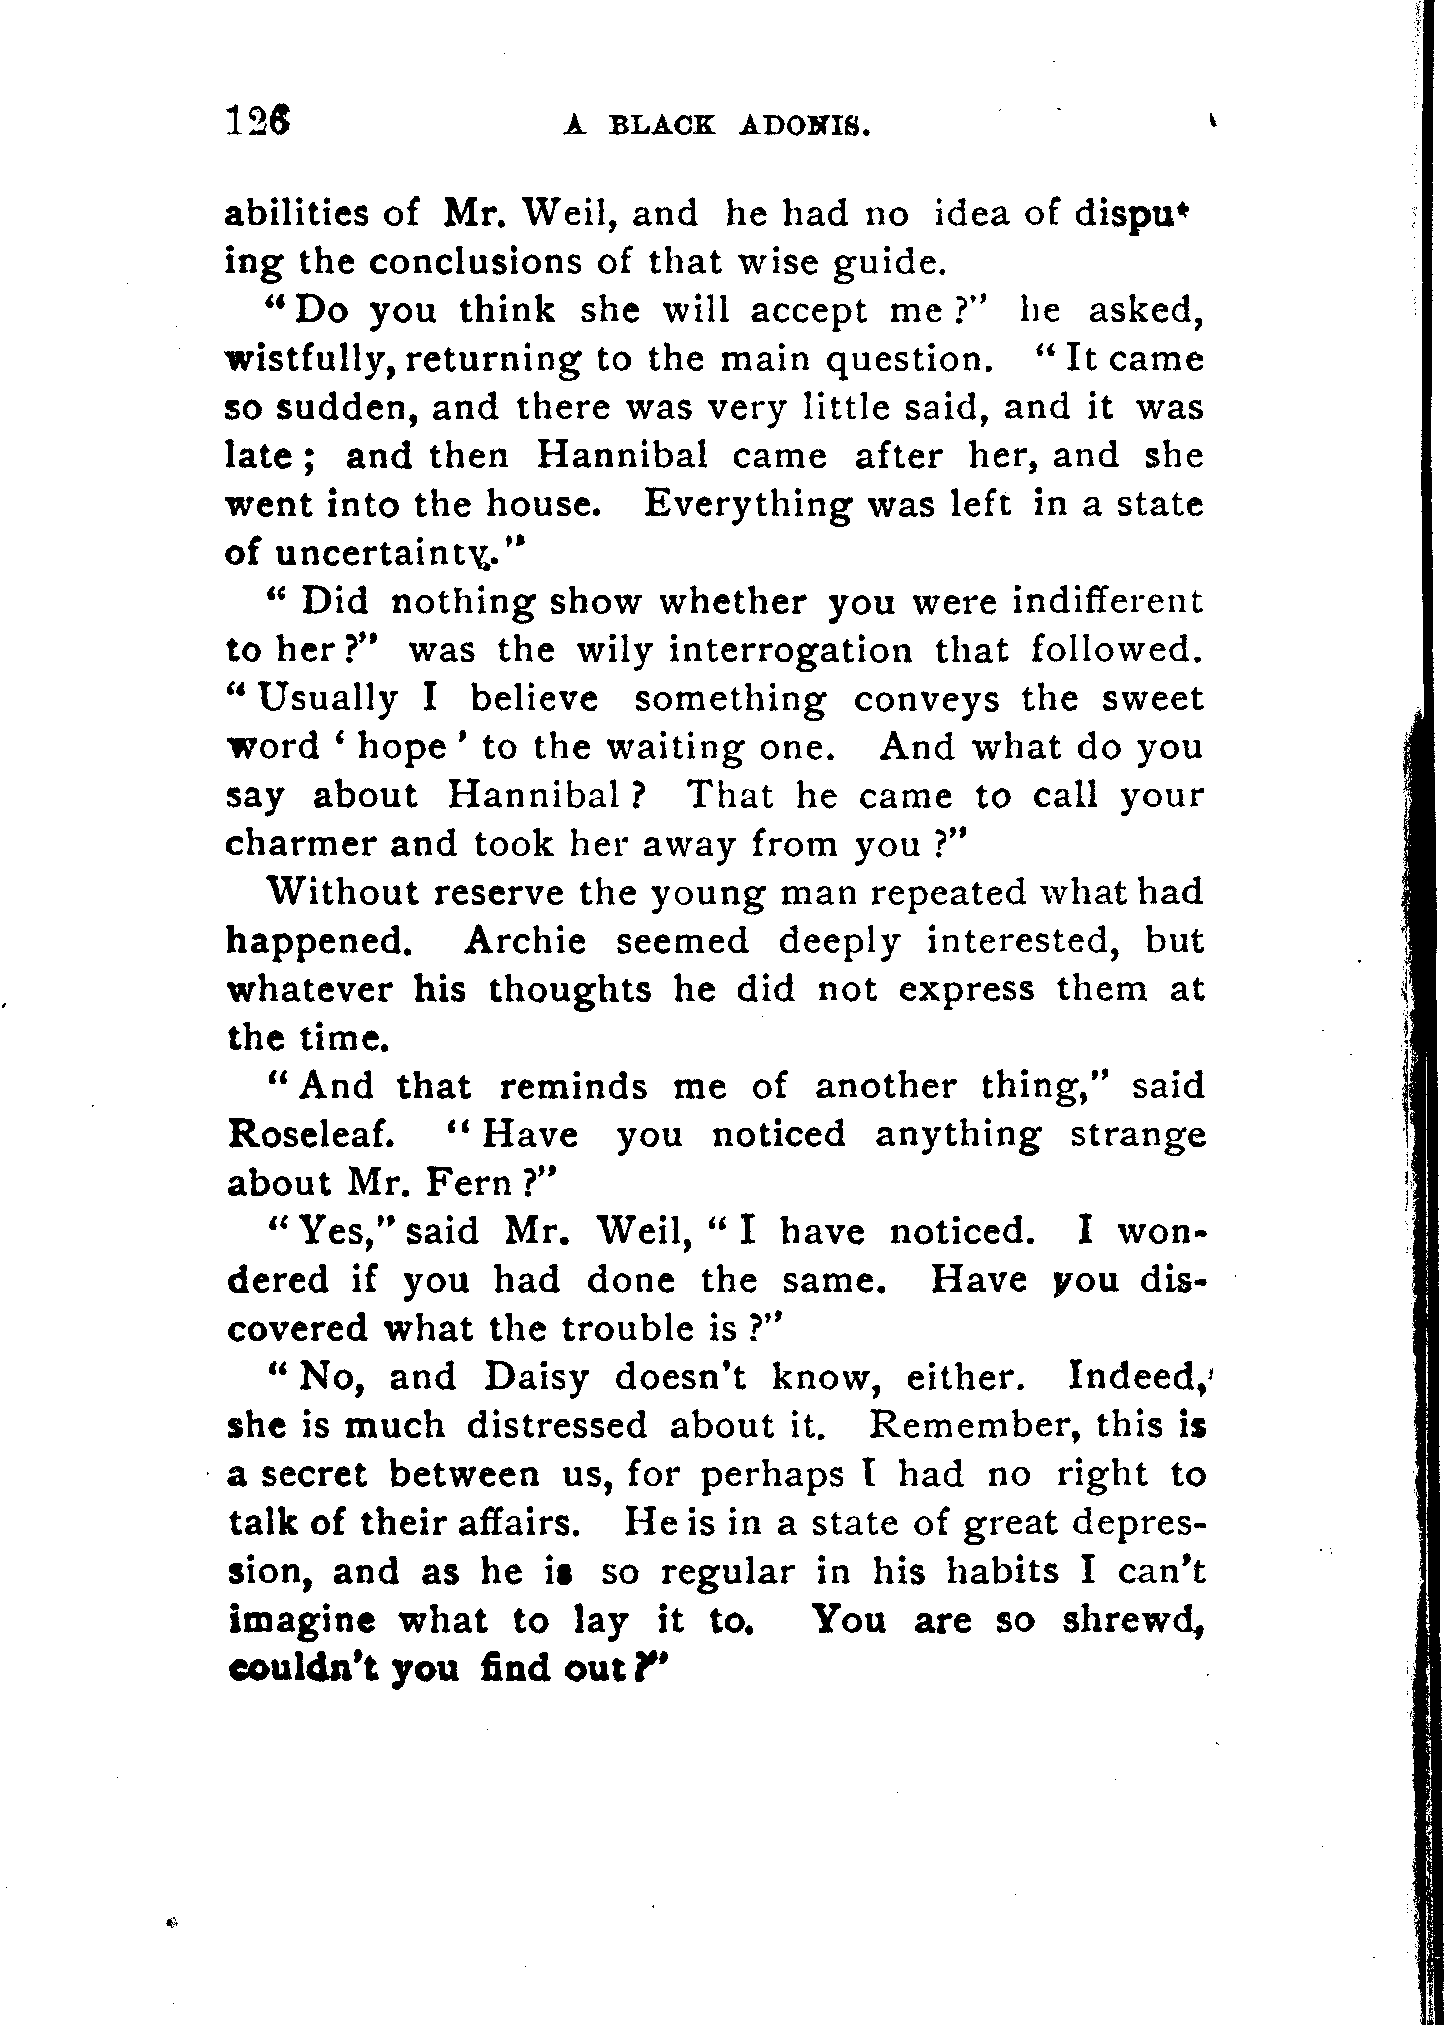 126 A BLACK ADONIS.
abilities of Mr. Weil, and he had no idea of disput
ing the conclusions of that wise guide.
"Do you think she will accept me?" he asked,
wistfully, returning to the main question. "It came
so sudden, and there was very little said, and it was
late; and then Hannibal came after her, and she
went into the house. Everything was left in a state
of uncertainty."
"Did nothing show whether you were indifferent
to her?" was the wily interrogation that followed.
"Usually I believe something conveys the sweet
word 'hope' to the waiting one. And what do you
say about Hannibal? That he came to call your
charmer and took her away from you?"
Without reserve the young man repeated what had
happened. Archie seemed deeply interested, but
whatever his thoughts he did not express them at
the time.
"And that reminds me of another thing," said
Roseleaf. "Have you noticed anything strange
about Mr. Fern?"
"Yes," said Mr. Weil, "I have noticed. I won-
dered if you had done the same. Have you dis-
covered what the trouble is?"
"No, and Daisy doesn't know, either. Indeed,
she is much distressed about it. Remember, this is
a secret between us, for perhaps I had no right to
talk of their affairs. He is in a state of great depres-
sion, and as he is so regular in his habits I can't
imagine what to lay it to. You are so shrewd,
couldn't you find out?"